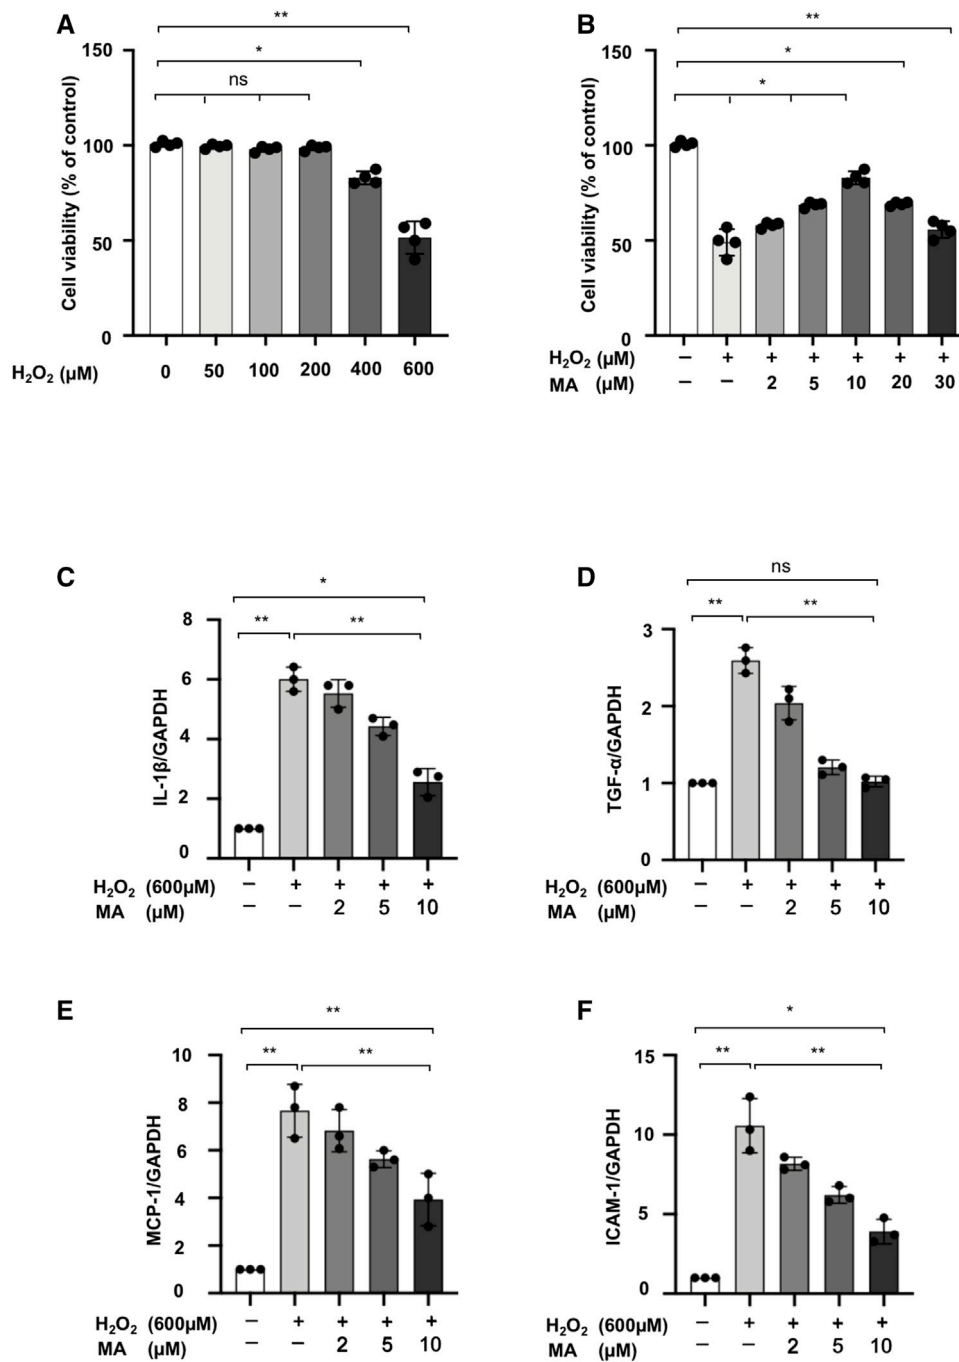 A
**
*
ns
150
100
50
0
Cell viability (% of control)
H₂O₂ (μM) 0 50 100 200 400 600
B
**
*
*
150
100
50
0
Cell viability (% of control)
H₂O₂ (μM) – + + + + + +
MA (μM) – – 2 5 10 20 30
C
*
** **
8
6
4
2
0
IL-1β/GAPDH
H₂O₂ (600μM) – + + + +
MA (μM) – – 2 5 10
D
ns
** **
3
2
1
0
TGF-α/GAPDH
H₂O₂ (600μM) – + + + +
MA (μM) – – 2 5 10
E
**
** **
10
8
6
4
2
0
MCP-1/GAPDH
H₂O₂ (600μM) – + + + +
MA (μM) – – 2 5 10
F
*
** **
15
10
5
0
ICAM-1/GAPDH
H₂O₂ (600μM) – + + + +
MA (μM) – – 2 5 10